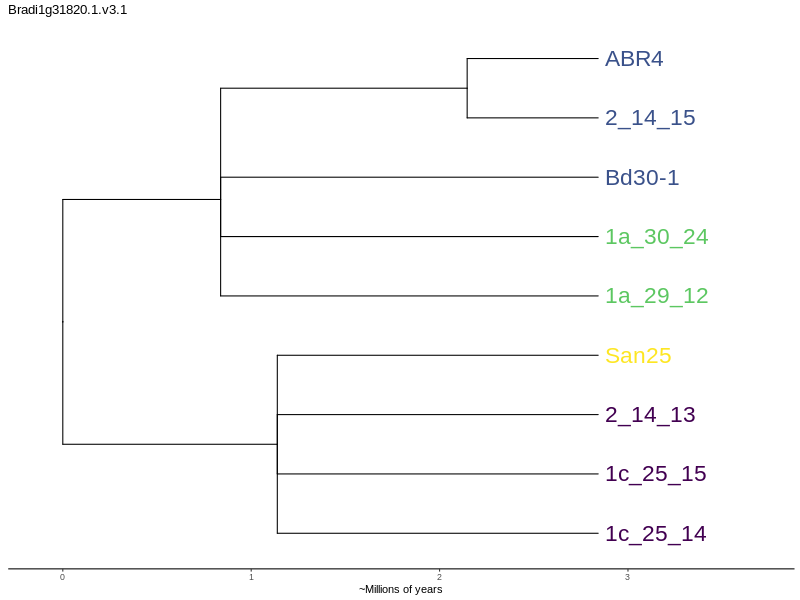 Bradi1g31820.1.v3.1
ABR4
2_14_15
Bd30-1
1a_30_24
1a_29_12
San25
2_14_13
1c_25_15
1c_25_14
0 1 2 3
~Millions of years